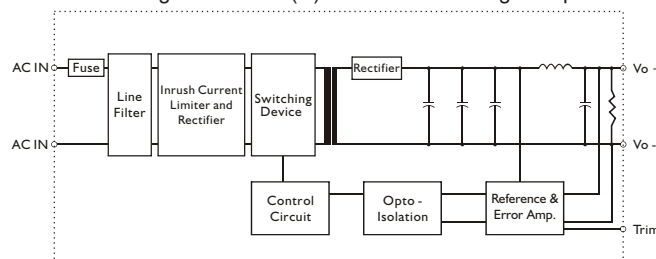 AC IN
Fuse
Line
Filter
Inrush Current
Limiter and
Rectifier
Switching
Device
Rectifier
Vo -
AC IN
Vo -
Control
Circuit
Opto -
Isolation
Reference &
Error Amp.
Trim